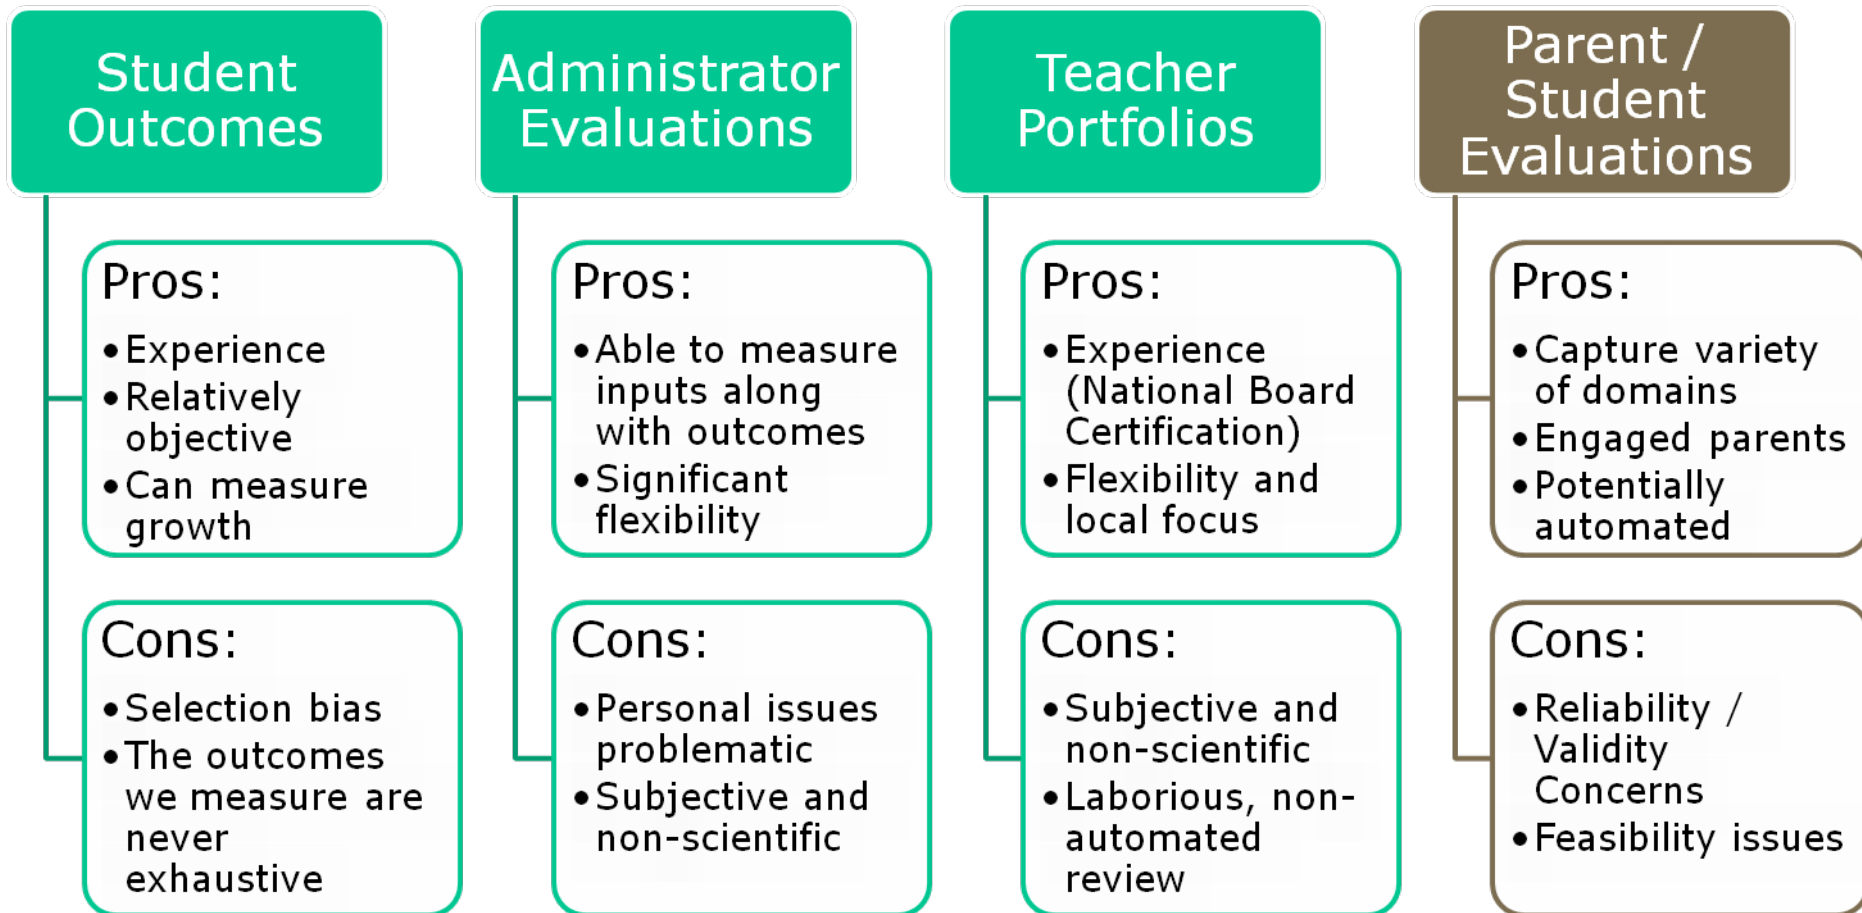 Student
Outcomes
Pros:
•Experience
•Relatively
objective
•Can measure
growth
Cons:
•Selection bias
•The outcomes
we measure are
never
exhaustive
Administrator
Evaluations
Pros:
•Able to measure
inputs along
with outcomes
•Significant
flexibility
Cons:
•Personal issues
problematic
•Subjective and
non-scientific
Teacher
Portfolios
Pros:
•Experience
(National Board
Certification)
•Flexibility and
local focus
Cons:
•Subjective and
non-scientific
•Laborious, non-
automated
review
Parent /
Student
Evaluations
Pros:
•Capture variety
of domains
•Engaged parents
•Potentially
automated
Cons:
•Reliability /
Validity
Concerns
•Feasibility issues